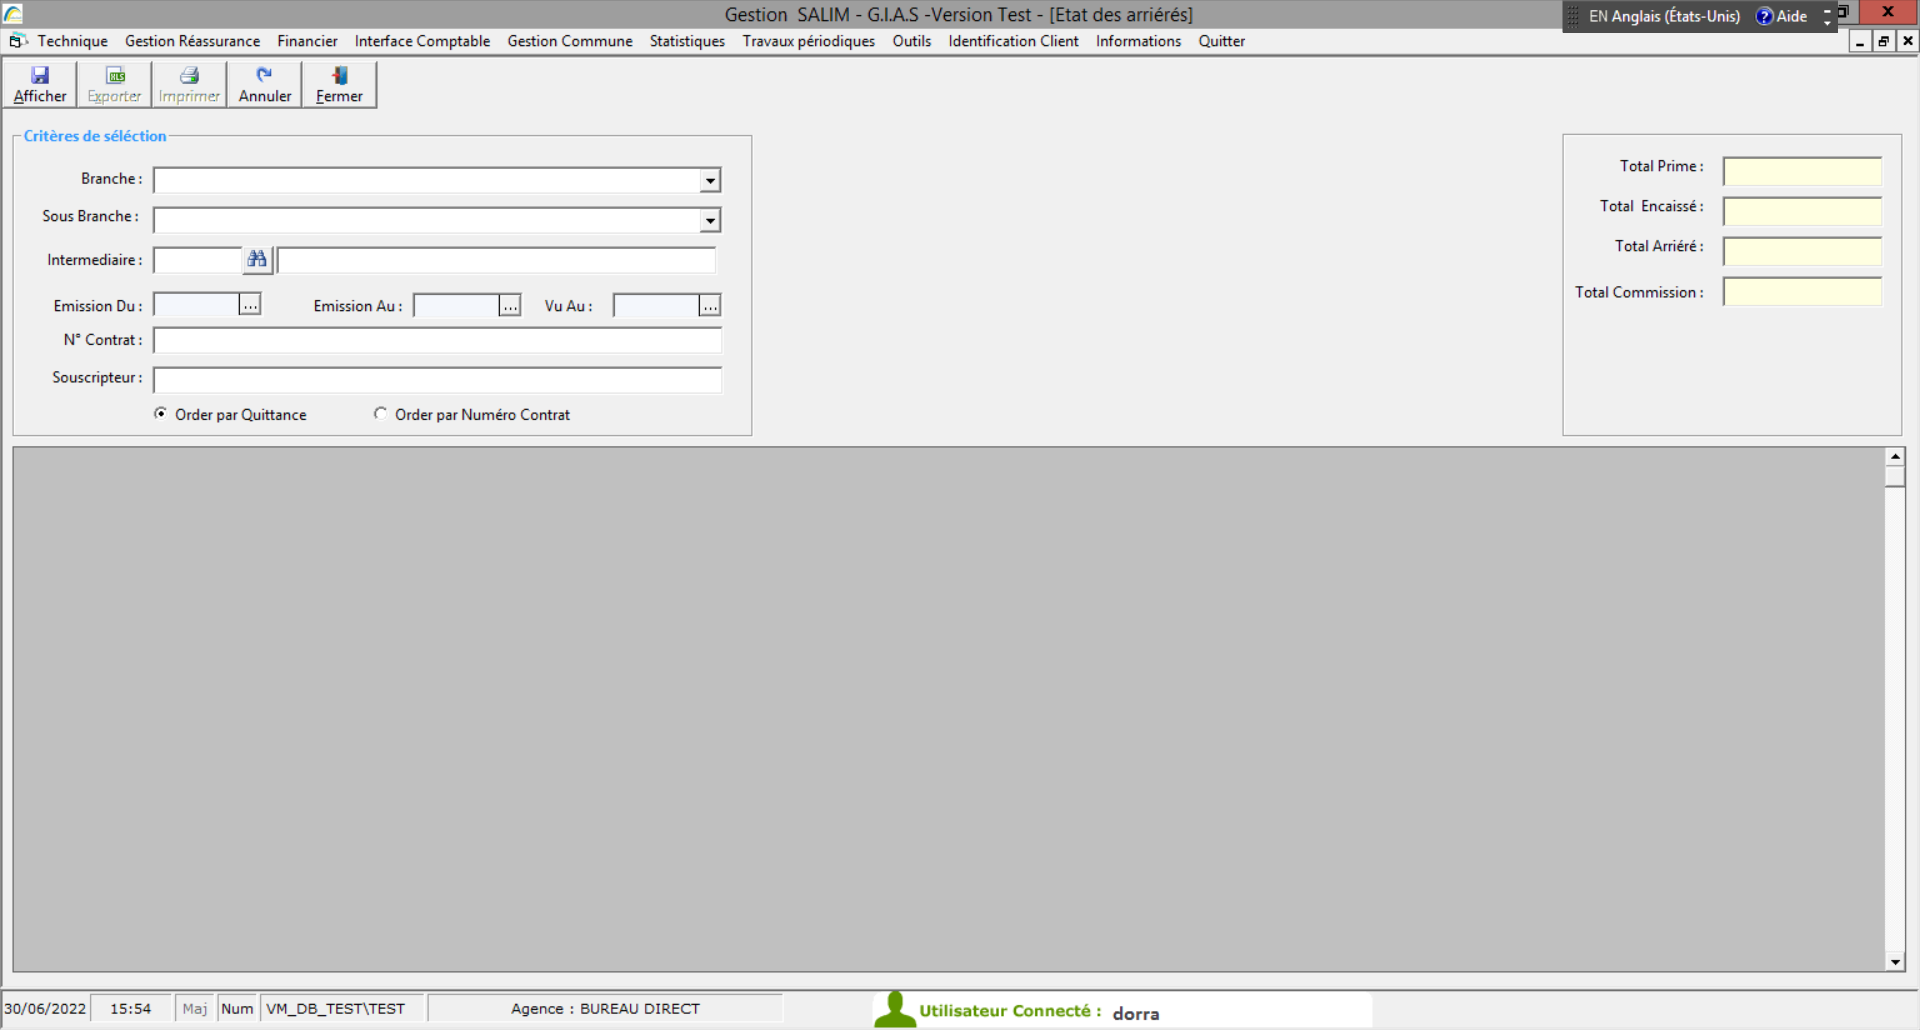 Gestion SALIM - G.I.A.S -Version Test - [Etat des arriérés]
EN Anglais (États-Unis) ? Aide
Technique Gestion Réassurance Financier Interface Comptable Gestion Commune Statistiques Travaux périodiques Outils Identification Client Informations Quitter
XLS
Afficher Exporter Imprimer Annuler Fermer
Critères de séléction
Branche :
Sous Branche :
Intermediaire :
Emission Du : ... Emission Au : ... Vu Au : ...
N° Contrat :
Souscripteur :
Order par Quittance Order par Numéro Contrat
Total Prime :
Total Encaissé :
Total Arriéré :
Total Commission :
30/06/2022 15:54 Maj Num VM_DB_TEST\TEST Agence : BUREAU DIRECT Utilisateur Connecté : dorra